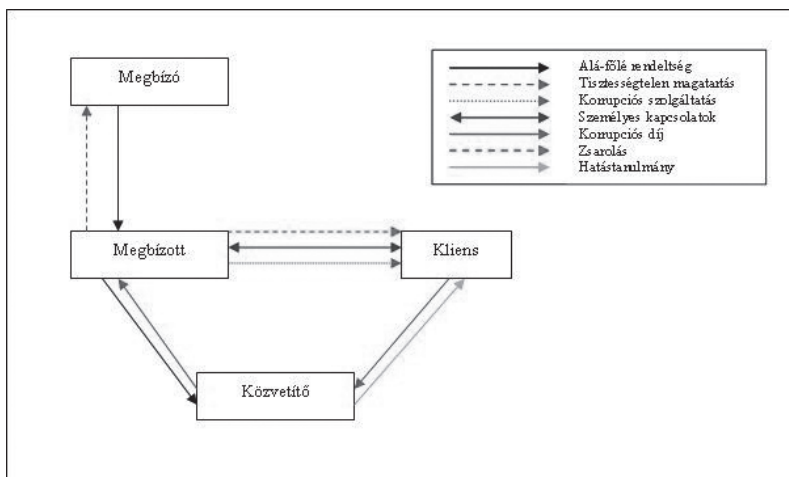 Megbízó
Alá-fölé rendeltség
Tisztességtelen magatartás
Korrupciós szolgáltatás
Személyes kapcsolatok
Korrupciós díj
Zsarolás
Hatástanulmány
Megbízott
Kliens
Közvetítő